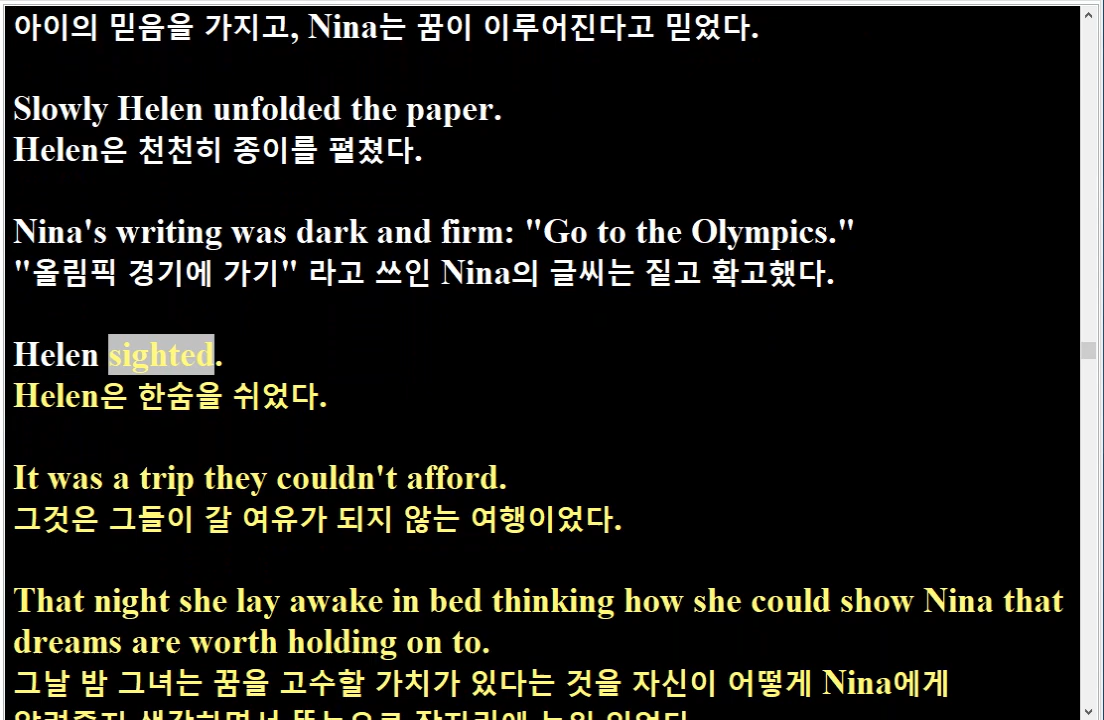 아이의 믿음을 가지고, Nina는 꿈이 이루어진다고 믿었다.
Slowly Helen unfolded the paper.
Helen은 천천히 종이를 펼쳤다.
Nina's writing was dark and firm: "Go to the Olympics."
"올림픽 경기에 가기" 라고 쓰인 Nina의 글씨는 짙고 확고했다.
Helen sighted.
Helen은 한숨을 쉬었다.
It was a trip they couldn't afford.
그것은 그들이 갈 여유가 되지 않는 여행이었다.
That night she lay awake in bed thinking how she could show Nina that
dreams are worth holding on to.
그날 밤 그녀는 꿈을 고수할 가치가 있다는 것을 자신이 어떻게 Nina에게